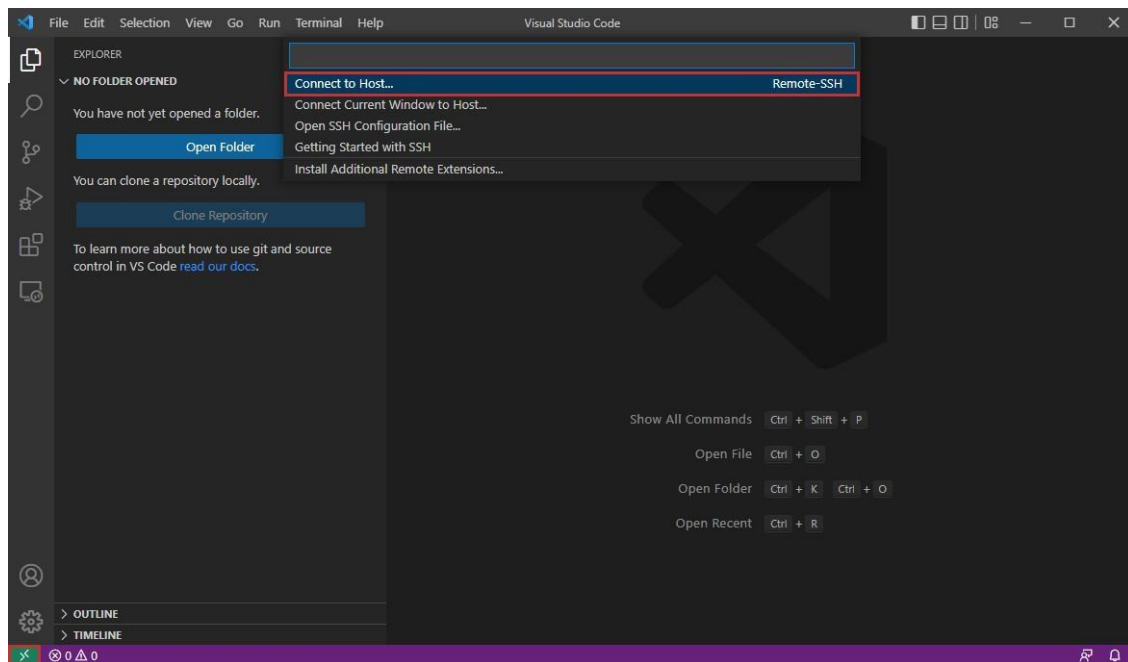 File Edit Selection View Go Run Terminal Help Visual Studio Code
EXPLORER
NO FOLDER OPENED
You have not yet opened a folder.
Open Folder
You can clone a repository locally.
Clone Repository
To learn more about how to use git and source
control in VS Code read our docs.
Connect to Host... Remote-SSH
Connect Current Window to Host...
Open SSH Configuration File...
Getting Started with SSH
Install Additional Remote Extensions...
Show All Commands Ctrl + Shift + P
Open File Ctrl + O
Open Folder Ctrl + K Ctrl + O
Open Recent Ctrl + R
OUTLINE
TIMELINE
0 0